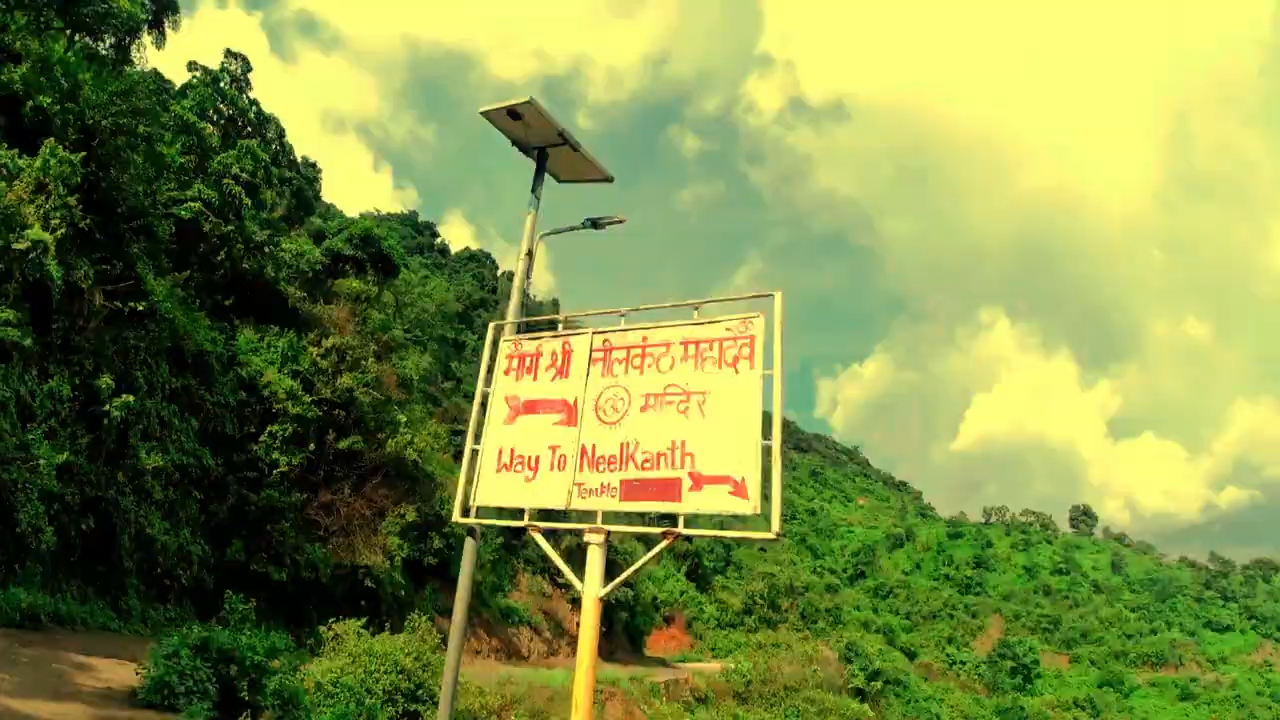 मार्ग श्री नीलकंठ महादेव
ॐ मन्दिर
Way To NeelKanth
Temple